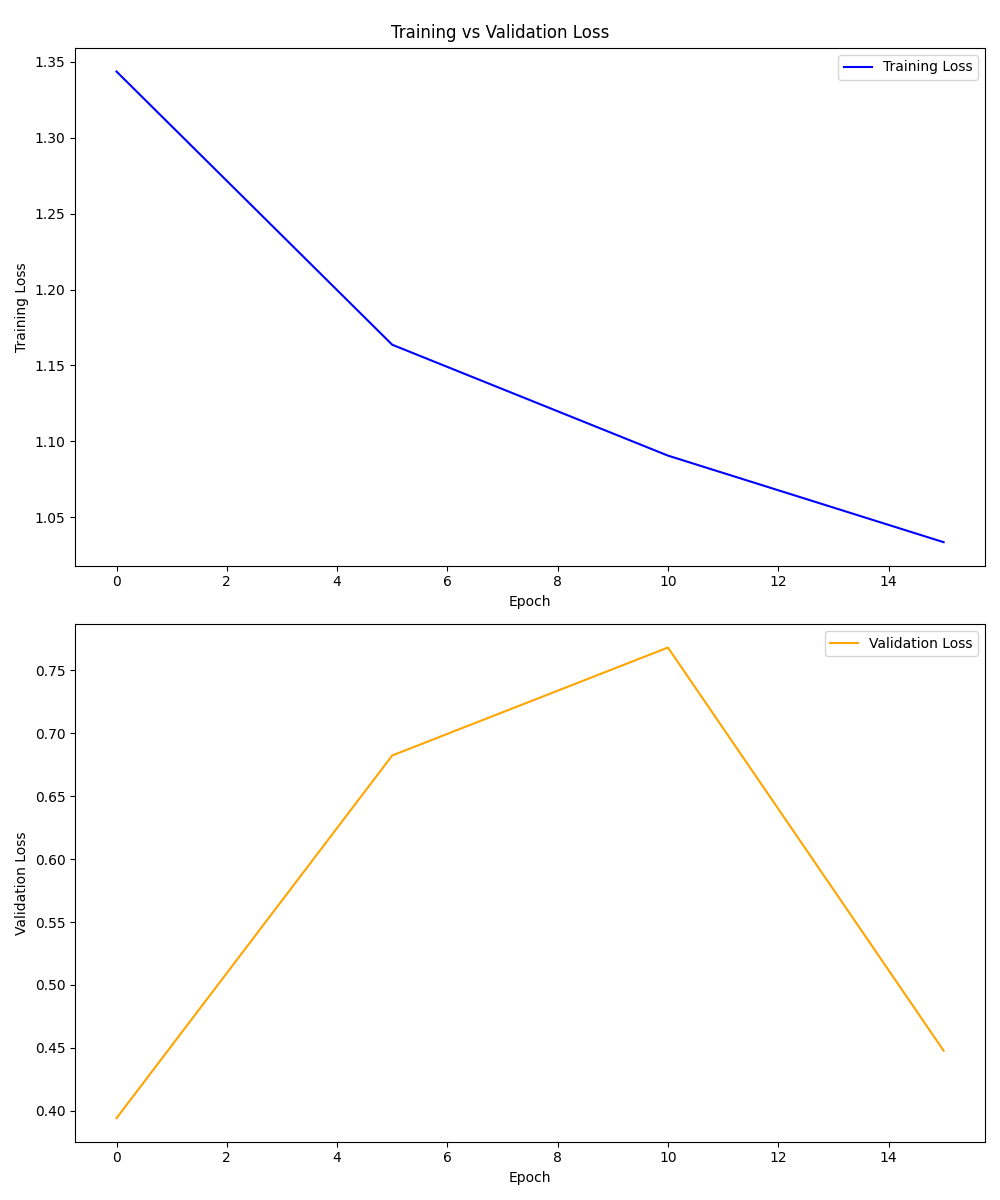 Training vs Validation Loss
Training Loss
1.35
1.30
1.25
1.20
1.15
1.10
1.05
Training Loss
0 2 4 6 8 10 12 14
Epoch
Validation Loss
0.75
0.70
0.65
0.60
0.55
0.50
0.45
0.40
Validation Loss
0 2 4 6 8 10 12 14
Epoch